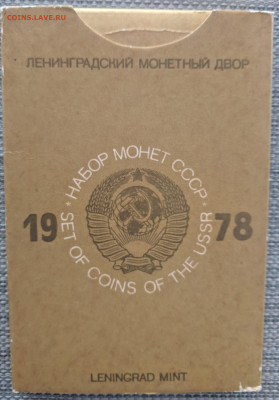 COINS.LAVE.RU
ЛЕНИНГРАДСКИЙ МОНЕТНЫЙ ДВОР
• НАБОР МОНЕТ СССР •
19 78
SET OF COINS OF THE USSR
LENINGRAD MINT